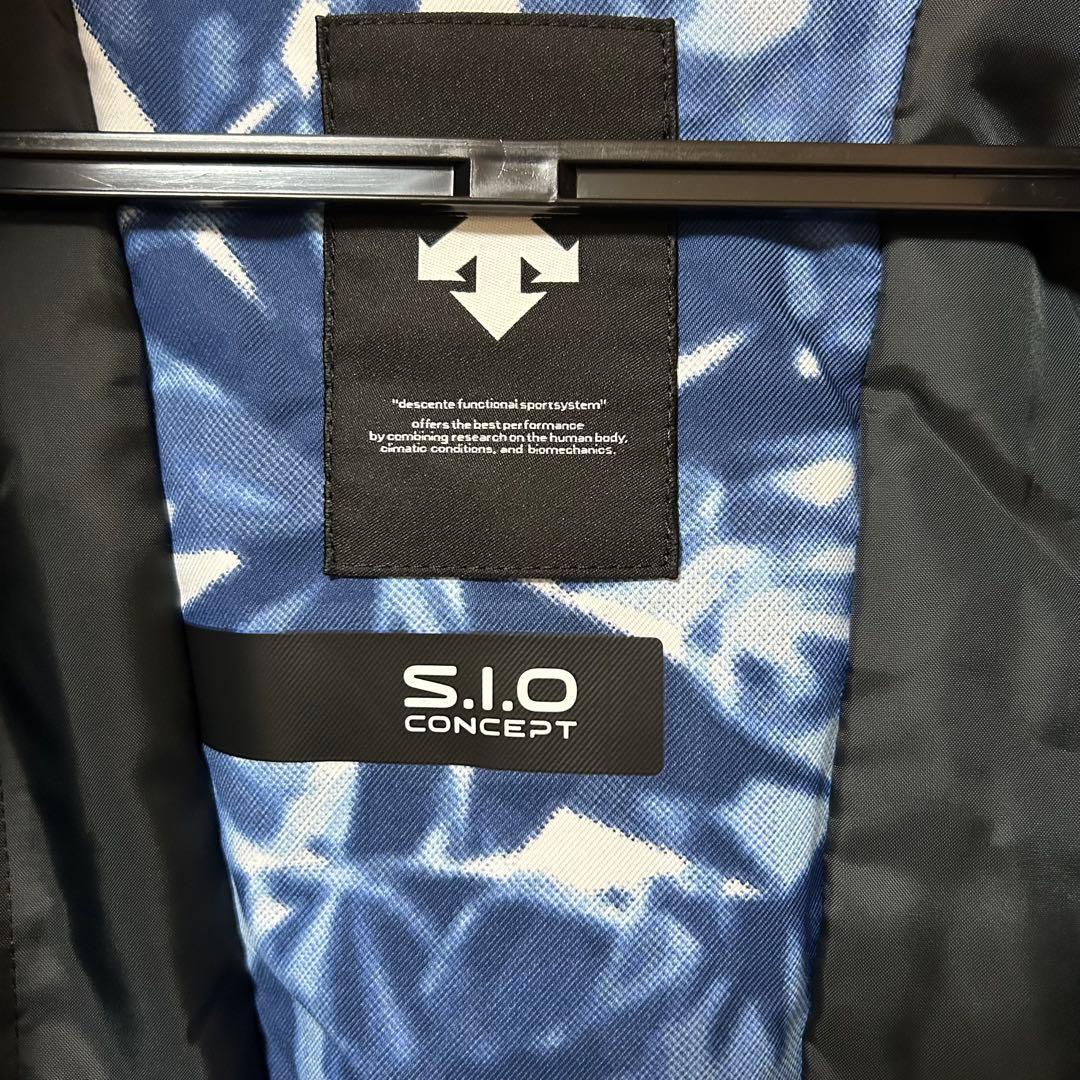 "descente functional sportsystem"
offers the best performance
by combining research on the human body,
climatic conditions, and biomechanics.
S.I.O
CONCEPT